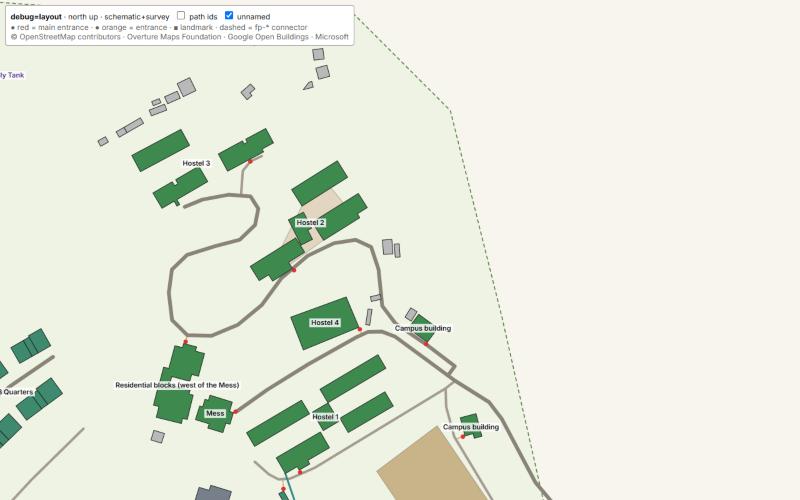 debug=layout · north up · schematic+survey path ids unnamed
● red = main entrance · ● orange = entrance · ■ landmark · dashed = fp-* connector
© OpenStreetMap contributors · Overture Maps Foundation · Google Open Buildings · Microsoft
ly Tank
Hostel 3
Hostel 2
Hostel 4
Campus building
Residential blocks (west of the Mess)
Quarters
Mess
Hostel 1
Campus building